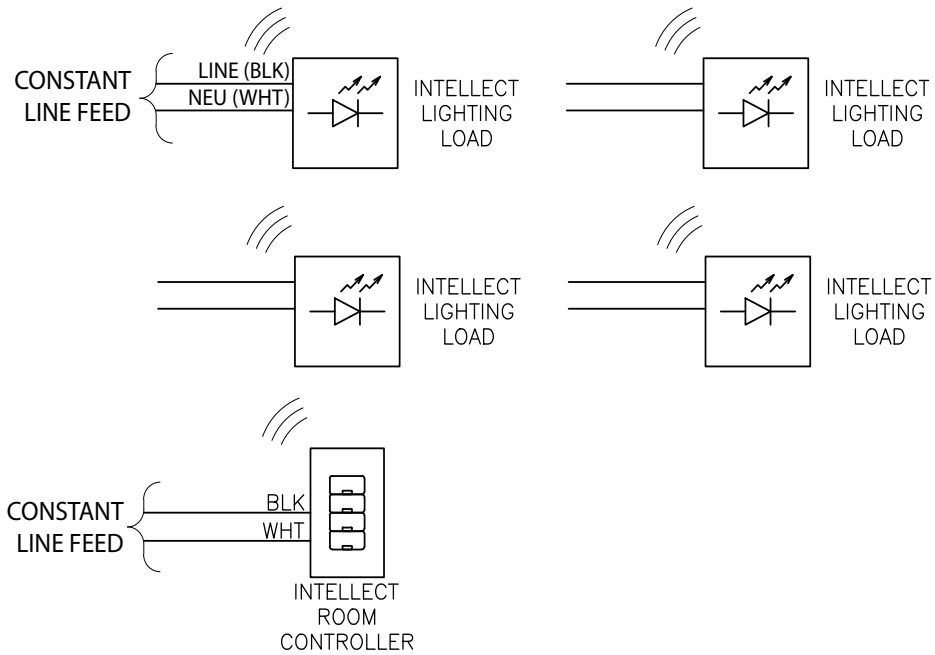 CONSTANT
LINE FEED
LINE (BLK)
NEU (WHT)
INTELLECT
LIGHTING
LOAD
INTELLECT
LIGHTING
LOAD
INTELLECT
LIGHTING
LOAD
INTELLECT
LIGHTING
LOAD
CONSTANT
LINE FEED
BLK
WHT
INTELLECT
ROOM
CONTROLLER